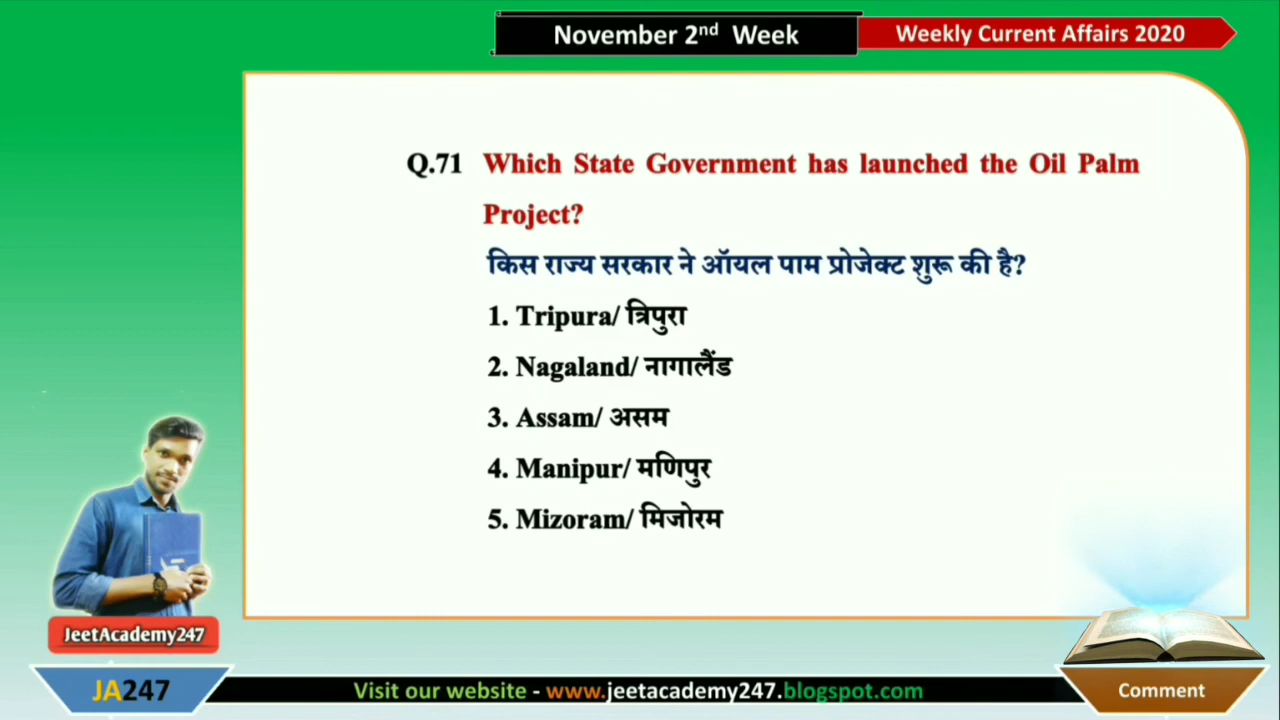 November 2nd Week
Weekly Current Affairs 2020
Q.71 Which State Government has launched the Oil Palm
Project?
किस राज्य सरकार ने ऑयल पाम प्रोजेक्ट शुरू की है?
1. Tripura/ त्रिपुरा
2. Nagaland/ नागालैंड
3. Assam/ असम
4. Manipur/ मणिपुर
5. Mizoram/ मिजोरम
JeetAcademy247
JA247
Visit our website - www.jeetacademy247.blogspot.com
Comment